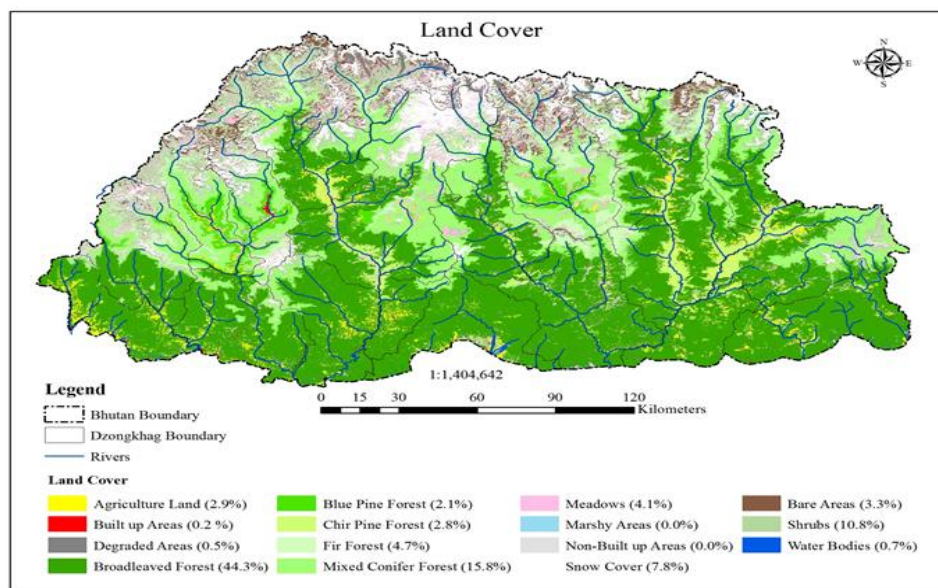 Land Cover
N
W E
S
1:1,404,642
0 15 30 60 90 120
Kilometers
Legend
Bhutan Boundary
Dzongkhag Boundary
Rivers
Land Cover
Agriculture Land (2.9%)
Built up Areas (0.2 %)
Degraded Areas (0.5%)
Broadleaved Forest (44.3%)
Blue Pine Forest (2.1%)
Chir Pine Forest (2.8%)
Fir Forest (4.7%)
Mixed Conifer Forest (15.8%)
Meadows (4.1%)
Marshy Areas (0.0%)
Non-Built up Areas (0.0%)
Snow Cover (7.8%)
Bare Areas (3.3%)
Shrubs (10.8%)
Water Bodies (0.7%)